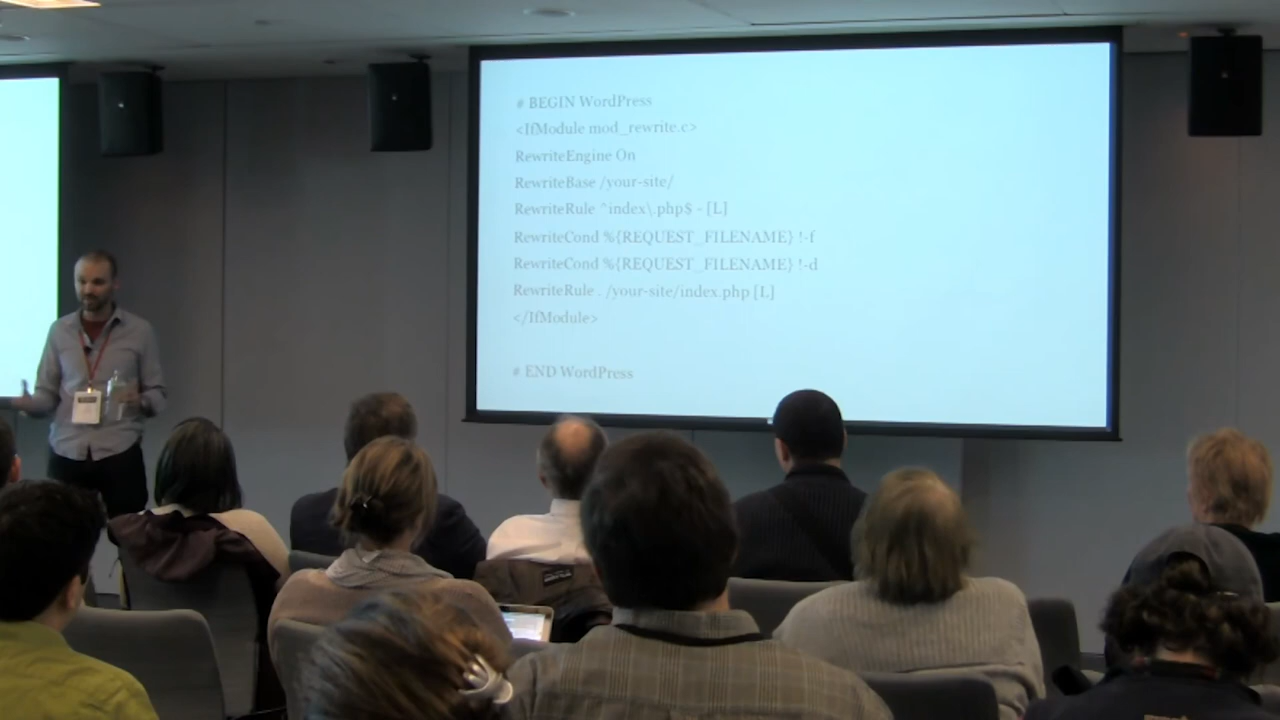 # BEGIN WordPress
<IfModule mod_rewrite.c>
RewriteEngine On
RewriteBase /your-site/
RewriteRule ^index\.php$ - [L]
RewriteCond %{REQUEST_FILENAME} !-f
RewriteCond %{REQUEST_FILENAME} !-d
RewriteRule . /your-site/index.php [L]
</IfModule>
# END WordPress